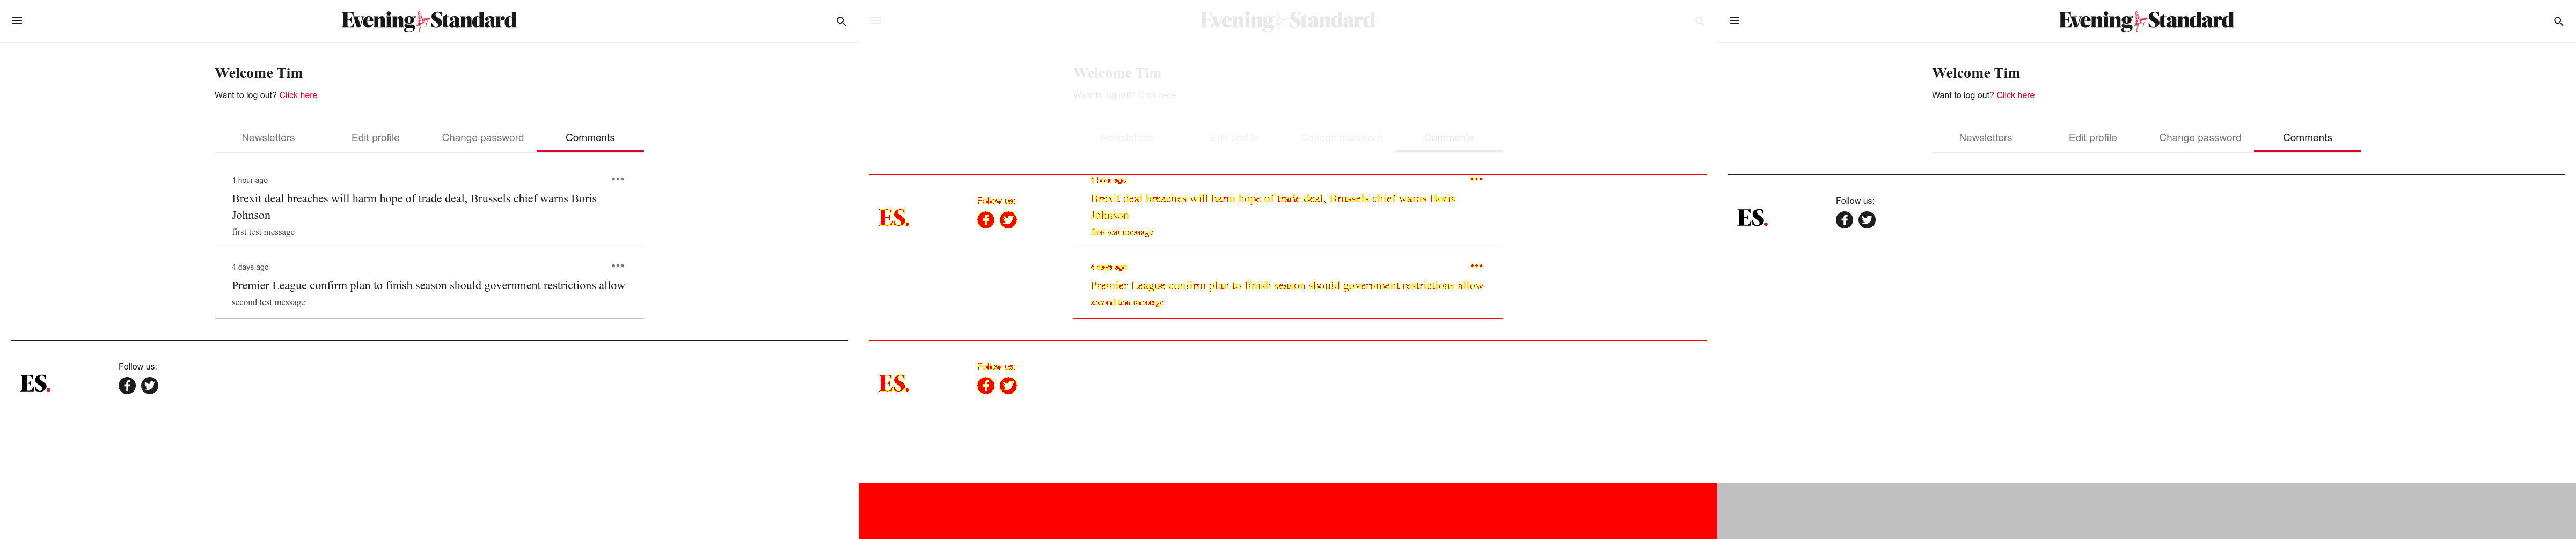 Evening Standard
Welcome Tim
Want to log out? Click here
Newsletters Edit profile Change password Comments
1 hour ago
Brexit deal breaches will harm hope of trade deal, Brussels chief warns Boris
Johnson
first test message
4 days ago
Premier League confirm plan to finish season should government restrictions allow
second test message
ES.
Follow us:
Evening Standard
Welcome Tim
Want to log out? Click here
Newsletters Edit profile Change password Comments
1 hour ago
Follow us:
ES.
Brexit deal breaches will harm hope of trade deal, Brussels chief warns Boris
Johnson
first test message
4 days ago
Premier League confirm plan to finish season should government restrictions allow
second test message
Follow us:
ES.
Evening Standard
Welcome Tim
Want to log out? Click here
Newsletters Edit profile Change password Comments
Follow us:
ES.